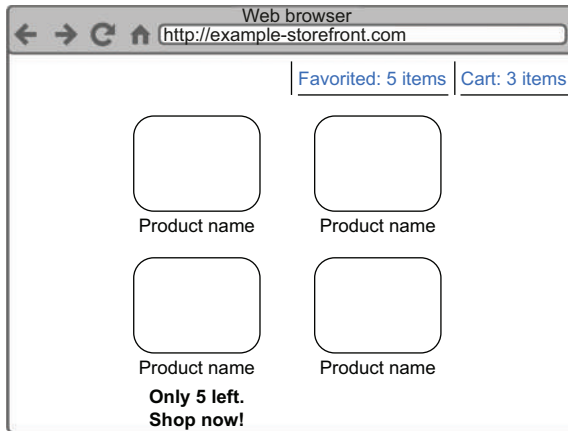 Web browser
http://example-storefront.com
Favorited: 5 items Cart: 3 items
Product name Product name
Product name Product name
Only 5 left.
Shop now!